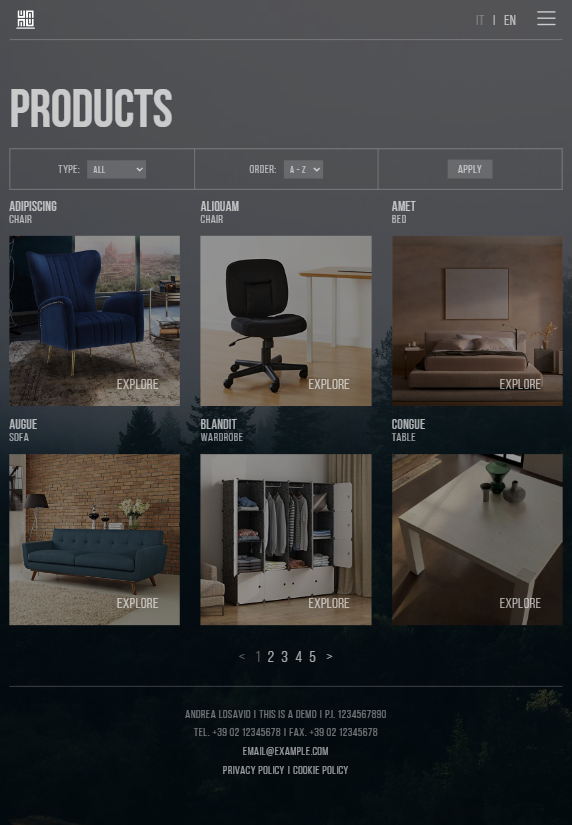 IT | EN
PRODUCTS
TYPE: ALL ORDER: A - Z APPLY
ADIPISCING ALIQUAM AMET
CHAIR CHAIR BED
EXPLORE EXPLORE EXPLORE
AUGUE BLANDIT CONGUE
SOFA WARDROBE TABLE
EXPLORE EXPLORE EXPLORE
< 1 2 3 4 5 >
ANDREA LOSAVIO | THIS IS A DEMO | P.I. 1234567890
TEL. +39 02 12345678 | FAX. +39 02 12345678
EMAIL@EXAMPLE.COM
PRIVACY POLICY | COOKIE POLICY